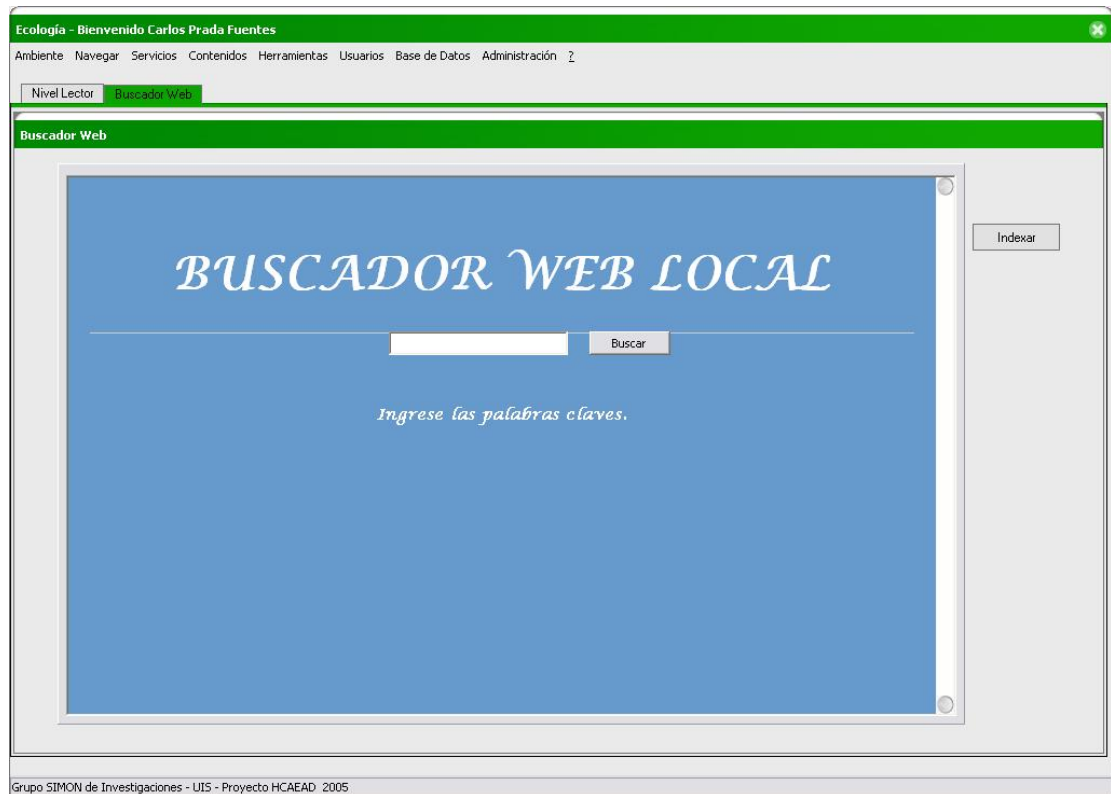 Ecología - Bienvenido Carlos Prada Fuentes
Ambiente Navegar Servicios Contenidos Herramientas Usuarios Base de Datos Administración ?
Nivel Lector Buscador Web
Buscador Web
Indexar
BUSCADOR WEB LOCAL
Buscar
Ingrese las palabras claves.
Grupo SIMON de Investigaciones - UIS - Proyecto HCAEAD 2005